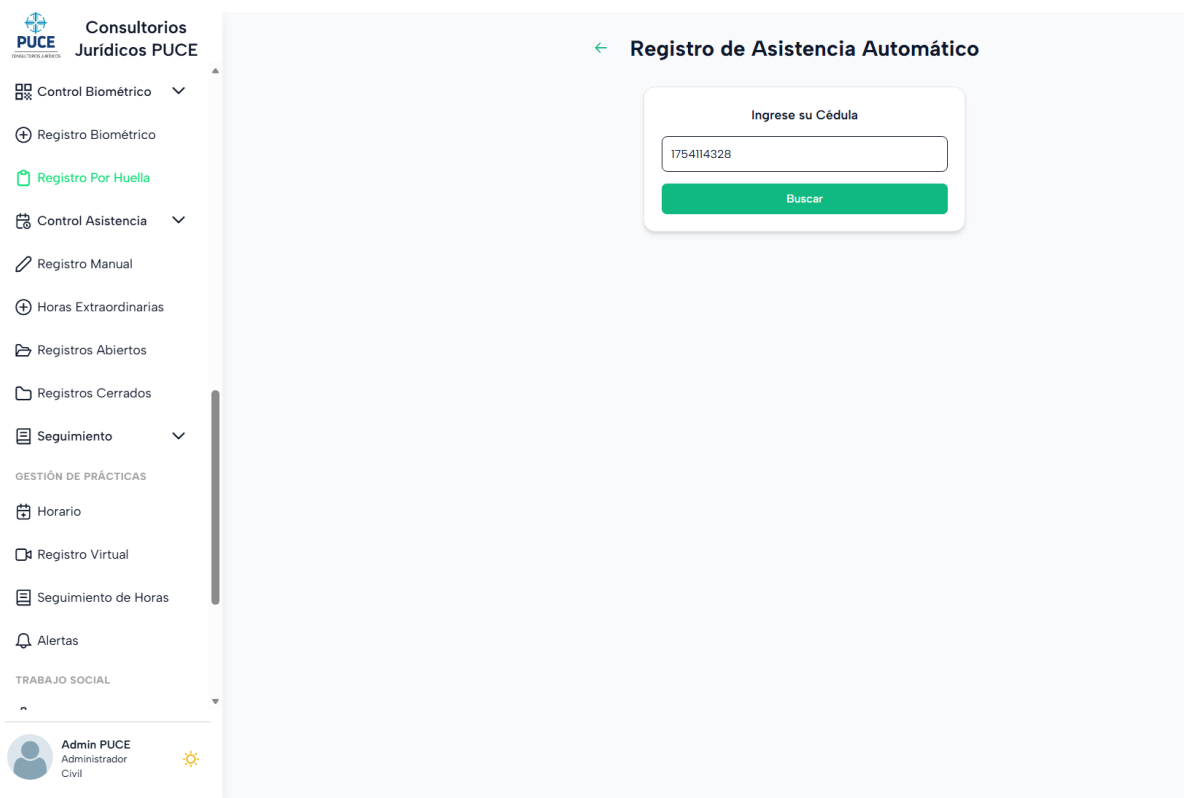 PUCE
CONSULTORIOS JURÍDICOS
Consultorios
Jurídicos PUCE
Control Biométrico
Registro Biométrico
Registro Por Huella
Control Asistencia
Registro Manual
Horas Extraordinarias
Registros Abiertos
Registros Cerrados
Seguimiento
GESTIÓN DE PRÁCTICAS
Horario
Registro Virtual
Seguimiento de Horas
Alertas
TRABAJO SOCIAL
Admin PUCE
Administrador
Civil
Registro de Asistencia Automático
Ingrese su Cédula
1754114328
Buscar